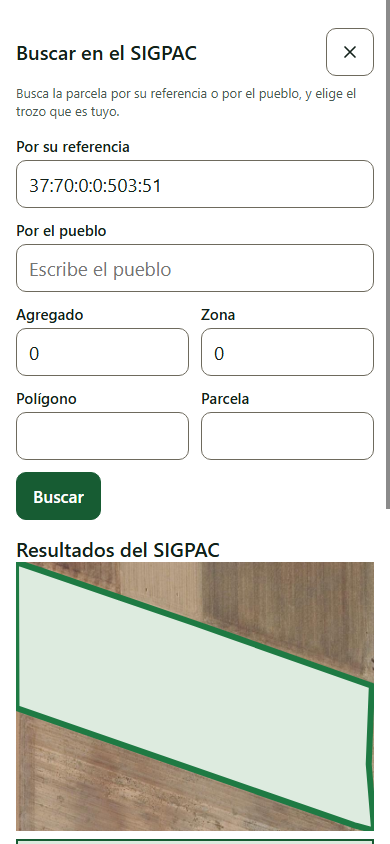 Buscar en el SIGPAC
Busca la parcela por su referencia o por el pueblo, y elige el
trozo que es tuyo.
Por su referencia
37:70:0:0:503:51
Por el pueblo
Escribe el pueblo
Agregado
Zona
0
0
Polígono
Parcela
Buscar
Resultados del SIGPAC